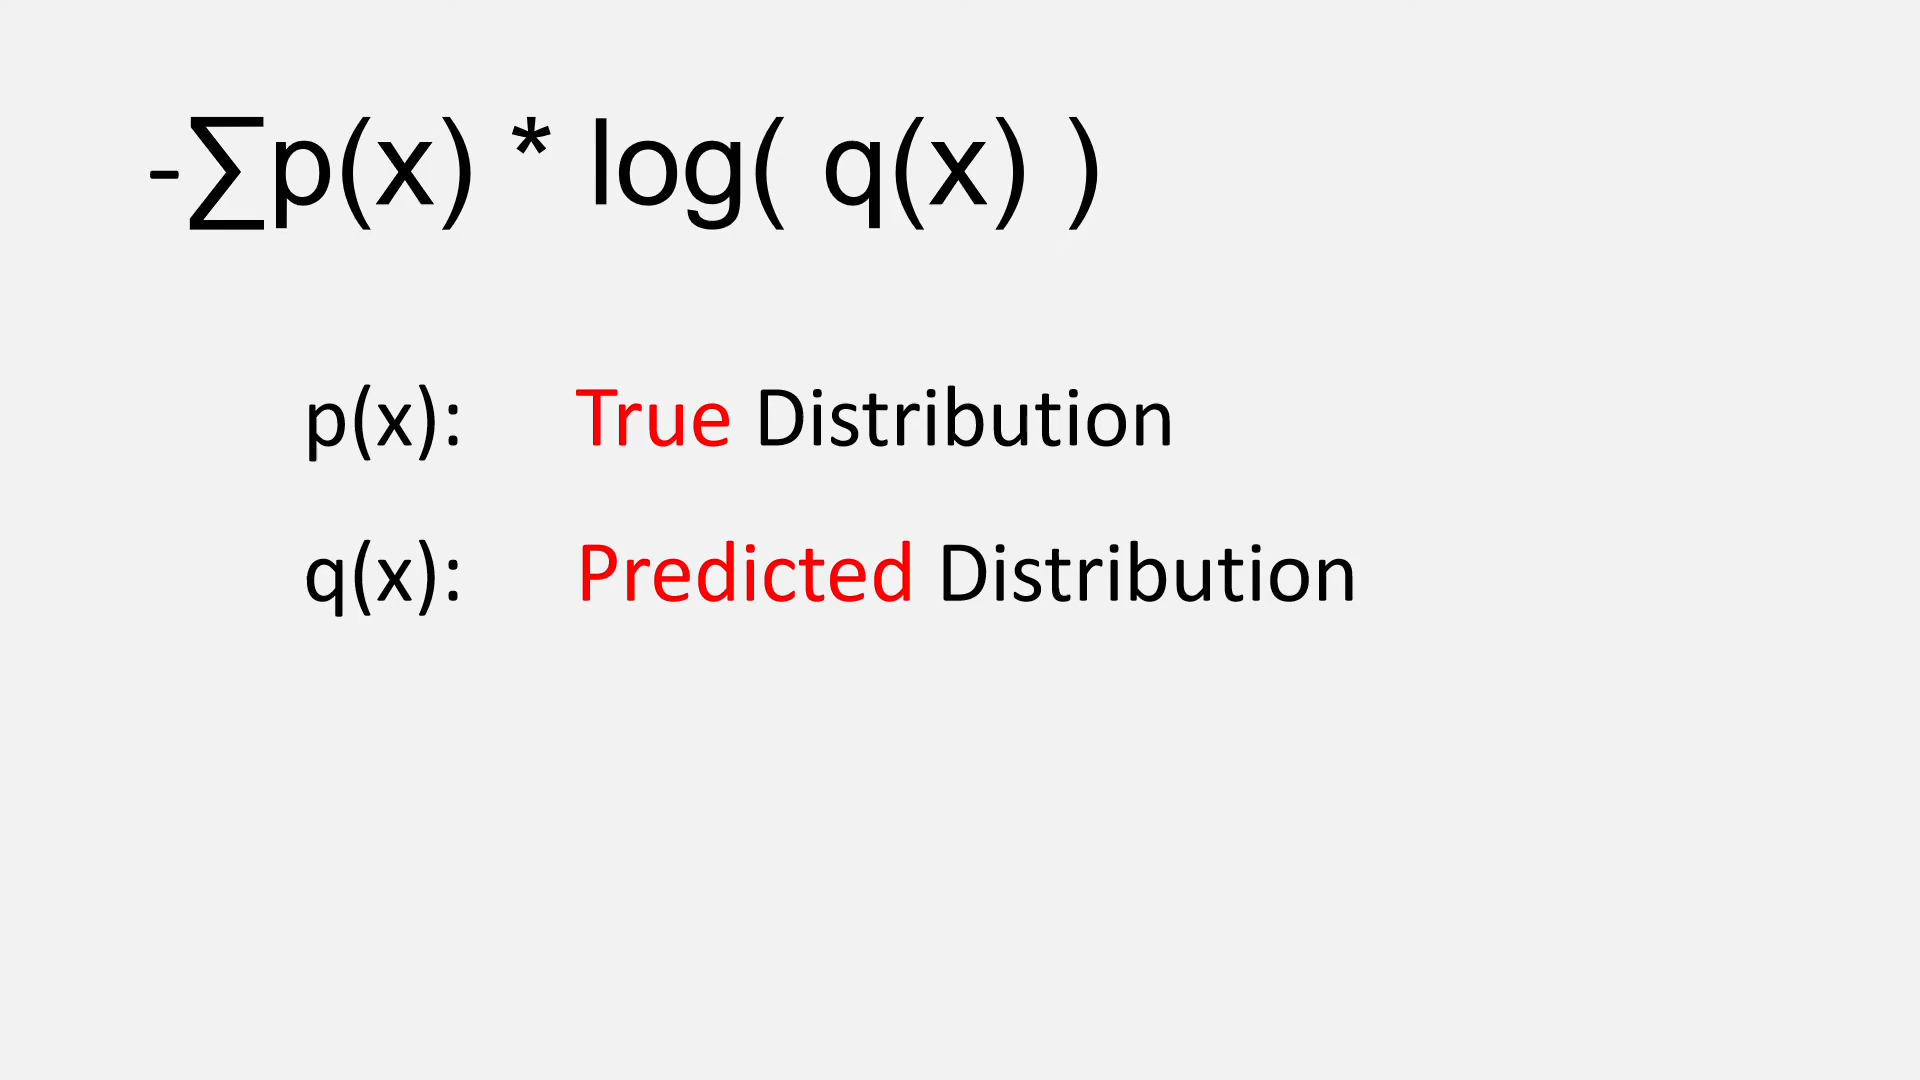 -∑p(x) * log( q(x) )
p(x): True Distribution
q(x): Predicted Distribution